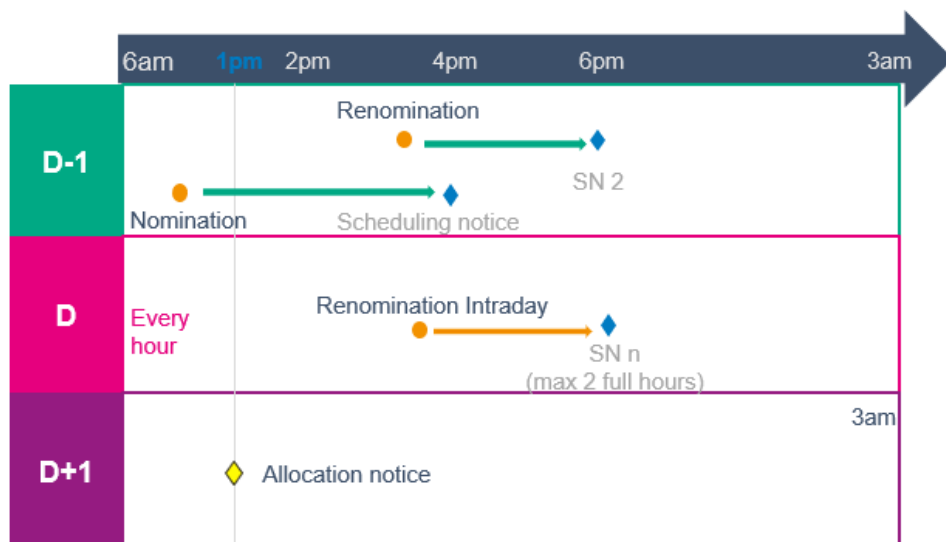 6am 1pm 2pm 4pm 6pm 3am
D-1
Renomination
SN 2
Nomination
Scheduling notice
D
Every
hour
Renomination Intraday
SN n
(max 2 full hours)
D+1
3am
Allocation notice